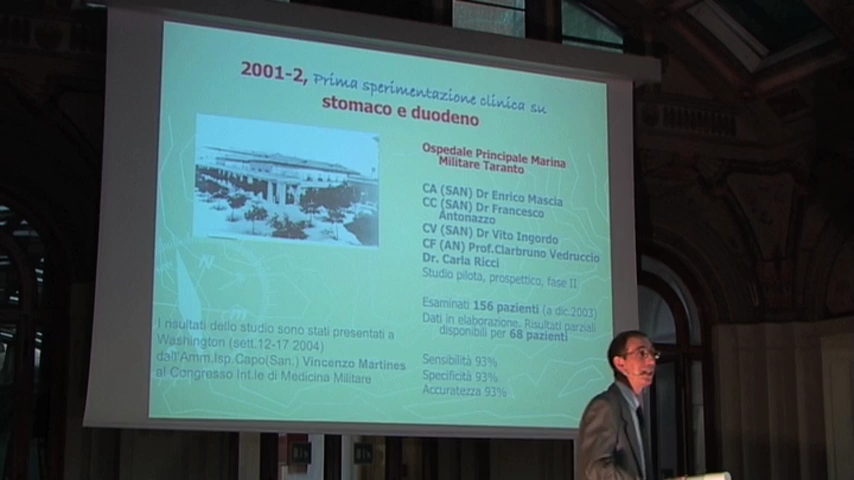 2001-2, Prima sperimentazione clinica su
stomaco e duodeno
Ospedale Principale Marina
Militare Taranto
CA (SAN) Dr Enrico Mascia
CC (SAN) Dr Francesco
Antonazzo
CV (SAN) Dr Vito Ingordo
CF (AN) Prof.Clarbruno Vedruccio
Dr. Carla Ricci
Studio pilota, prospettico, fase II
Esaminati 156 pazienti (a dic.2003)
Dati in elaborazione. Risultati parziali
disponibili per 68 pazienti
Sensibilità 93%
Specificità 93%
Accuratezza 93%
I risultati dello studio sono stati presentati a
Washington (sett.12-17 2004)
dall'Amm.Isp.Capo(San.) Vincenzo Martines
al Congresso Int.le di Medicina Militare